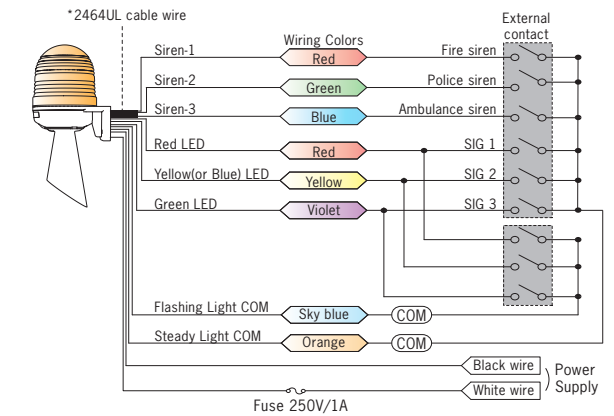 *2464UL cable wire
External
contact
Wiring Colors
Siren-1 Red Fire siren
Siren-2 Green Police siren
Siren-3 Blue Ambulance siren
Red LED Red SIG 1
Yellow(or Blue) LED Yellow SIG 2
Green LED Violet SIG 3
Flashing Light COM Sky blue COM
Steady Light COM Orange COM
Black wire
White wire
Power
Supply
Fuse 250V/1A